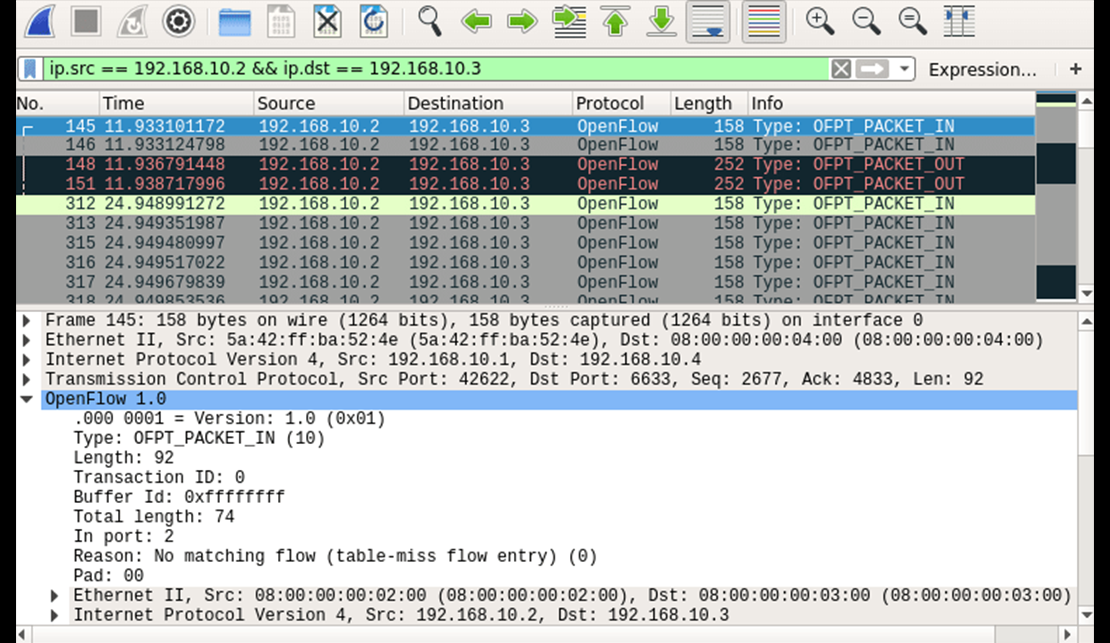 ip.src == 192.168.10.2 && ip.dst == 192.168.10.3 Expression... +
No. Time Source Destination Protocol Length Info
145 11.933101172 192.168.10.2 192.168.10.3 OpenFlow 158 Type: OFPT_PACKET_IN
146 11.933124798 192.168.10.2 192.168.10.3 OpenFlow 158 Type: OFPT_PACKET_IN
148 11.936791448 192.168.10.2 192.168.10.3 OpenFlow 252 Type: OFPT_PACKET_OUT
151 11.938717996 192.168.10.2 192.168.10.3 OpenFlow 252 Type: OFPT_PACKET_OUT
312 24.948991272 192.168.10.2 192.168.10.3 OpenFlow 158 Type: OFPT_PACKET_IN
313 24.949351987 192.168.10.2 192.168.10.3 OpenFlow 158 Type: OFPT_PACKET_IN
315 24.949480997 192.168.10.2 192.168.10.3 OpenFlow 158 Type: OFPT_PACKET_IN
316 24.949517022 192.168.10.2 192.168.10.3 OpenFlow 158 Type: OFPT_PACKET_IN
317 24.949679839 192.168.10.2 192.168.10.3 OpenFlow 158 Type: OFPT_PACKET_IN
318 24.949853536 192.168.10.2 192.168.10.3 OpenFlow 158 Type: OFPT_PACKET_IN
Frame 145: 158 bytes on wire (1264 bits), 158 bytes captured (1264 bits) on interface 0
Ethernet II, Src: 5a:42:ff:ba:52:4e (5a:42:ff:ba:52:4e), Dst: 08:00:00:00:04:00 (08:00:00:00:04:00)
Internet Protocol Version 4, Src: 192.168.10.1, Dst: 192.168.10.4
Transmission Control Protocol, Src Port: 42622, Dst Port: 6633, Seq: 2677, Ack: 4833, Len: 92
OpenFlow 1.0
.000 0001 = Version: 1.0 (0x01)
Type: OFPT_PACKET_IN (10)
Length: 92
Transaction ID: 0
Buffer Id: 0xffffffff
Total length: 74
In port: 2
Reason: No matching flow (table-miss flow entry) (0)
Pad: 00
Ethernet II, Src: 08:00:00:00:02:00 (08:00:00:00:02:00), Dst: 08:00:00:00:03:00 (08:00:00:00:03:00)
Internet Protocol Version 4, Src: 192.168.10.2, Dst: 192.168.10.3